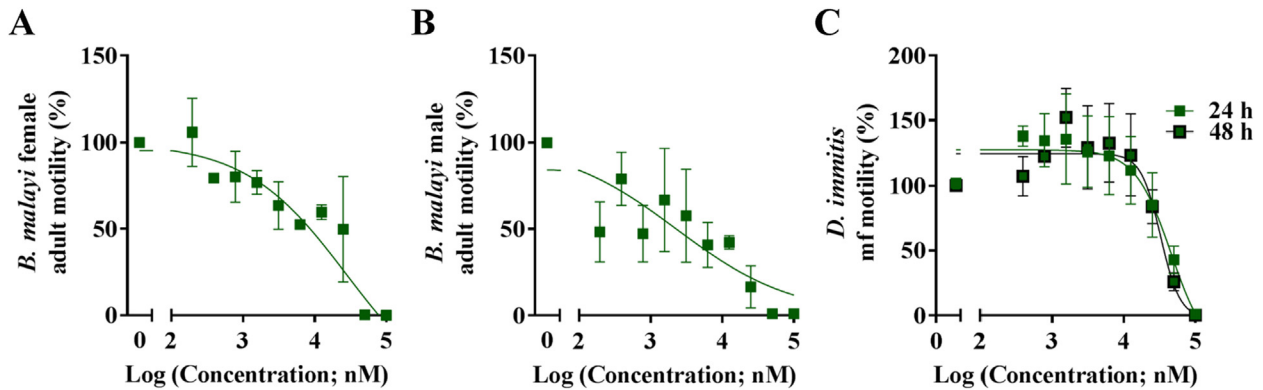 A
B. malayi female
adult motility (%)
150
100
50
0
0 2 3 4 5
Log (Concentration; nM)
B
B. malayi male
adult motility (%)
150
100
50
0
0 2 3 4 5
Log (Concentration; nM)
C
D. immitis
mf motility (%)
200
150
100
50
0
0 2 3 4 5
Log (Concentration; nM)
24 h
48 h